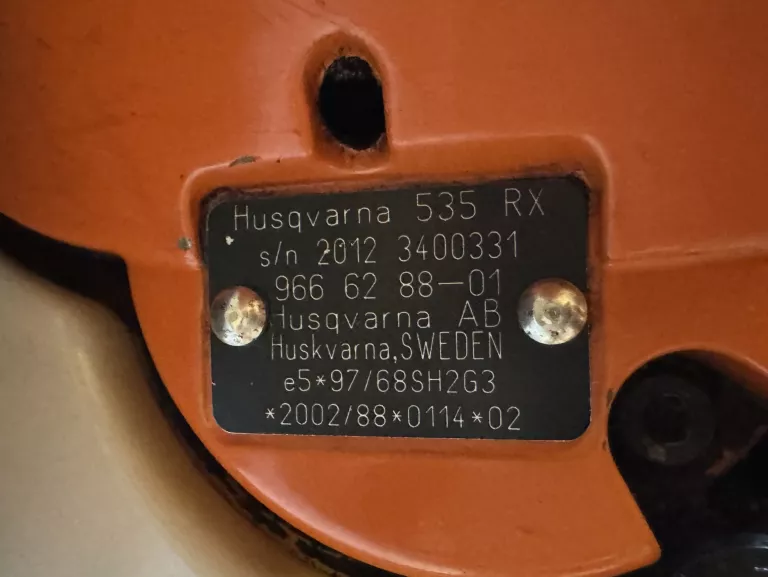 Husqvarna 535 RX
s/n 2012 3400331
966 62 88-01
Husqvarna AB
Huskvarna,SWEDEN
e5*97/68SH2G3
*2002/88*0114*02